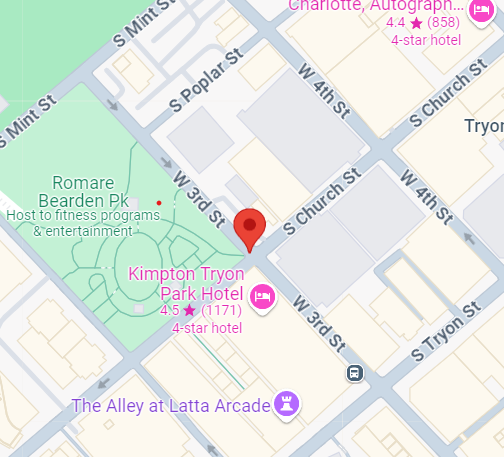 Charlotte, Autograph...
4.4 ★ (858)
4-star hotel
S Mint St
S Poplar St
W 4th St
S Church St
S Mint St
Tryon
Romare
Bearden Pk
Host to fitness programs
& entertainment
W 3rd St
S Church St
W 4th St
Kimpton Tryon
Park Hotel
4.5 ★ (1171)
4-star hotel
W 3rd St
S Tryon St
The Alley at Latta Arcade